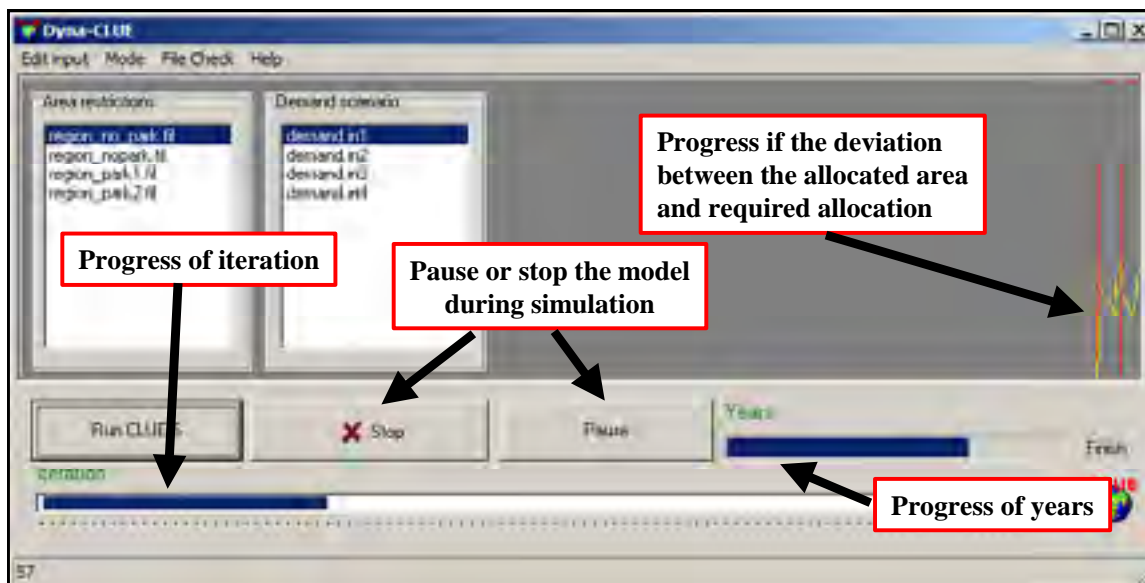 Dyna-CLUE
Edit input Mode File Check Help
Area restrictions
Demand scenario
region_no_park.fil
region_nopark.fil
region_park1.fil
region_park2.fil
demand.in1
demand.in2
demand.in3
demand.in4
Progress if the deviation
between the allocated area
and required allocation
Progress of iteration
Pause or stop the model
during simulation
Run CLUE-S
Stop
Pause
Years
Finish
Iteration
Progress of years
57